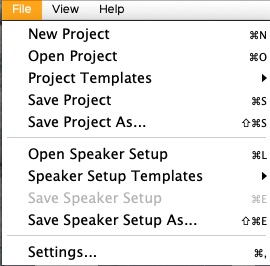 File View Help
New Project ⌘N
Open Project ⌘O
Project Templates
Save Project ⌘S
Save Project As... ⇧⌘S
Open Speaker Setup ⌘L
Speaker Setup Templates
Save Speaker Setup ⌘E
Save Speaker Setup As... ⇧⌘E
Settings... ⌘,